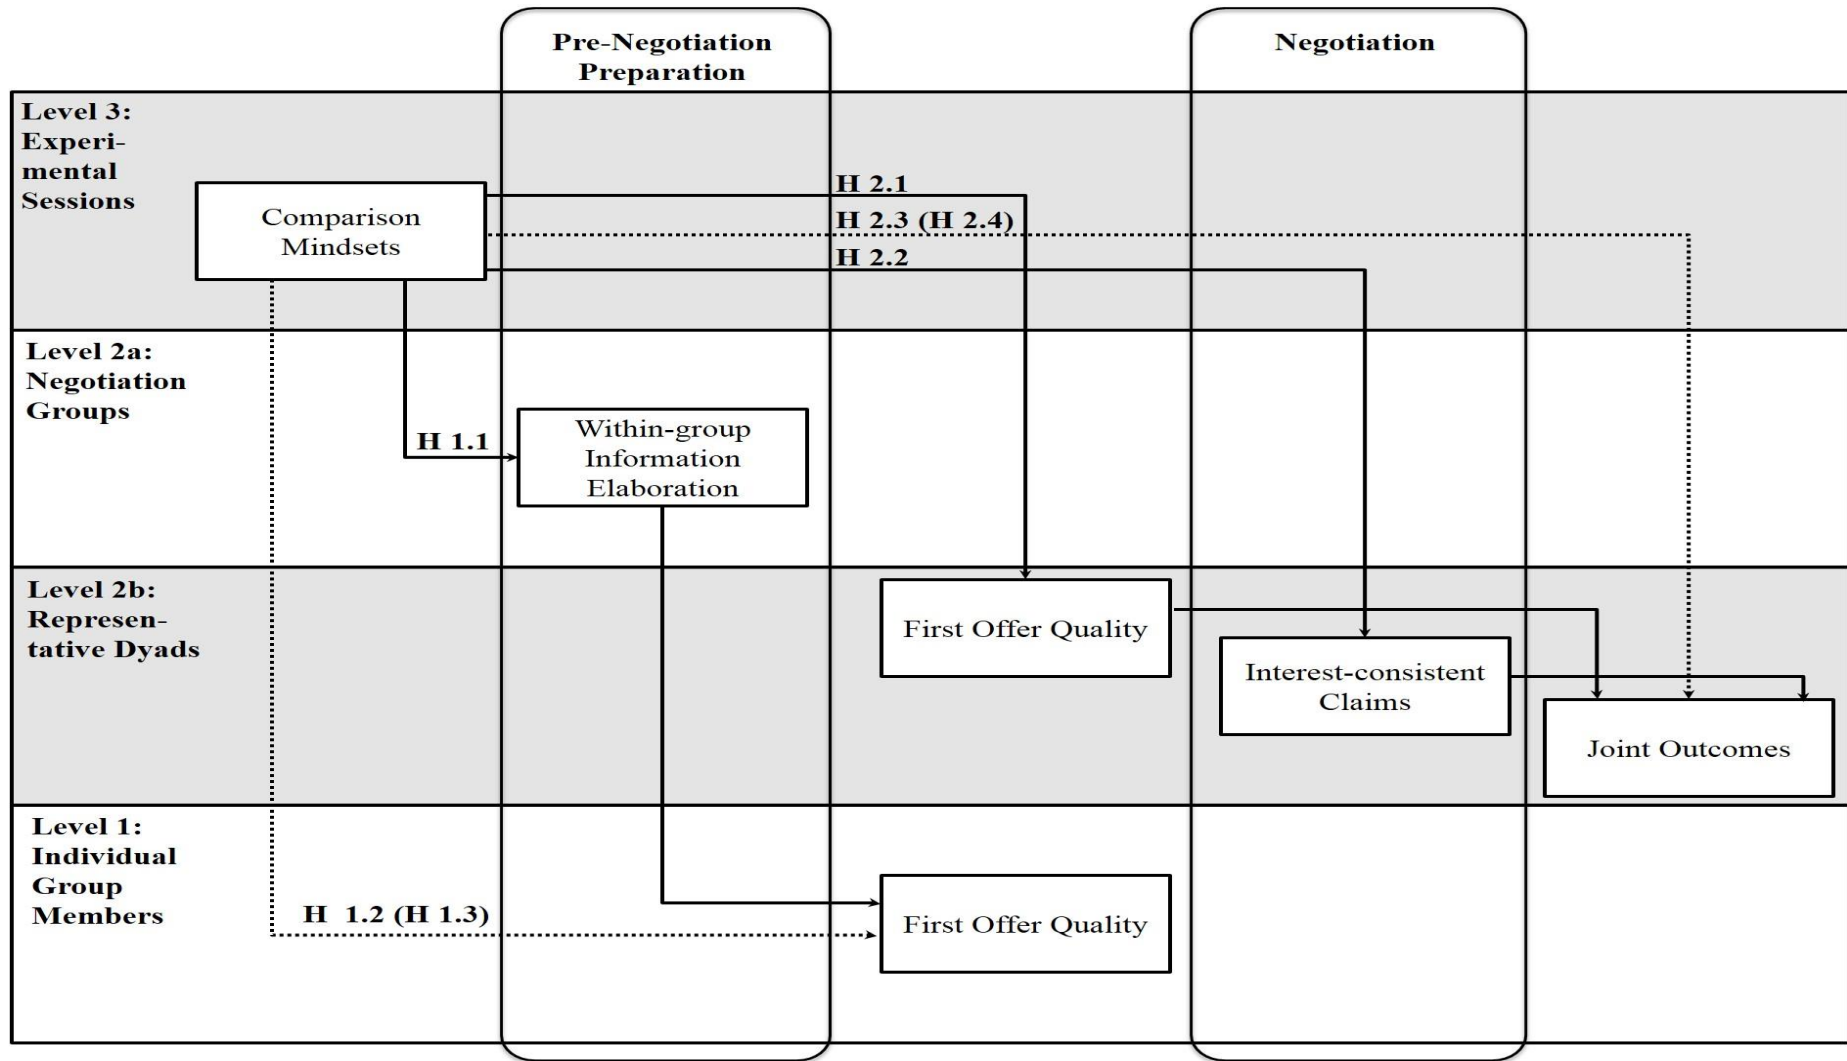 Pre-Negotiation
Preparation
Negotiation
Level 3:
Experi-
mental
Sessions
Comparison
Mindsets
H 2.1
H 2.3 (H 2.4)
H 2.2
Level 2a:
Negotiation
Groups
H 1.1
Within-group
Information
Elaboration
Level 2b:
Represen-
tative Dyads
First Offer Quality
Interest-consistent
Claims
Joint Outcomes
Level 1:
Individual
Group
Members
H 1.2 (H 1.3)
First Offer Quality